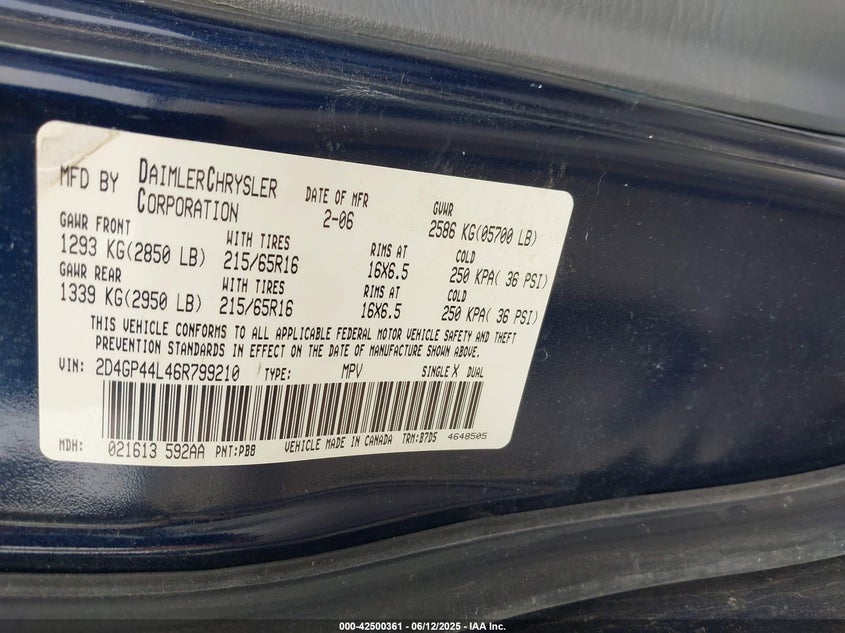 MFD BY DAIMLERCHRYSLER CORPORATION DATE OF MFR 2-06 GVWR 2586 KG(05700 LB)
GAWR FRONT WITH TIRES RIMS AT COLD
1293 KG(2850 LB) 215/65R16 16X6.5 250 KPA( 36 PSI)
GAWR REAR WITH TIRES RIMS AT COLD
1339 KG(2950 LB) 215/65R16 16X6.5 250 KPA( 36 PSI)
THIS VEHICLE CONFORMS TO ALL APPLICABLE FEDERAL MOTOR VEHICLE SAFETY AND THEFT
PREVENTION STANDARDS IN EFFECT ON THE DATE OF MANUFACTURE SHOWN ABOVE.
VIN: 2D4GP44L46R799210 TYPE: MPV SINGLE X DUAL
MDH: 021613 592AA PNT:PB8 VEHICLE MADE IN CANADA TRM:B7D5 4648505
000-42500361 - 06/12/2025 - IAA Inc.